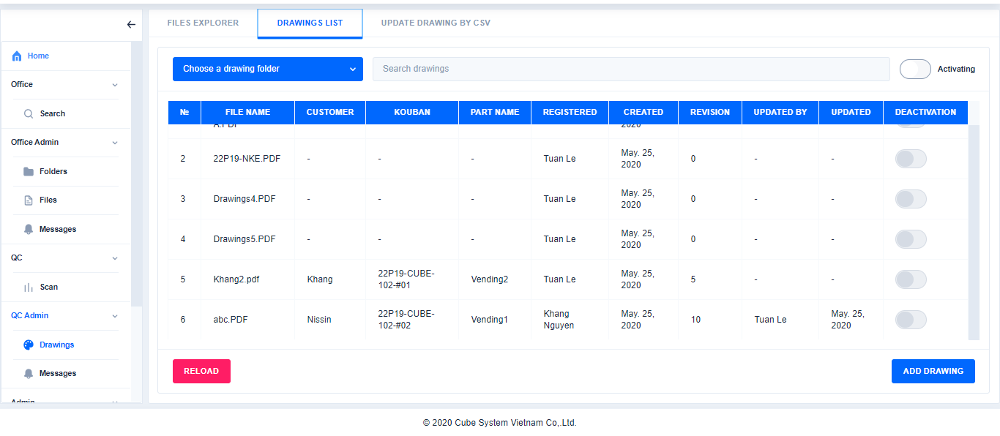 FILES EXPLORER
DRAWINGS LIST
UPDATE DRAWING BY CSV
Home
Office
Search
Office Admin
Folders
Files
Messages
QC
Scan
QC Admin
Drawings
Messages
Admin
Choose a drawing folder
Search drawings
Activating
№ FILE NAME CUSTOMER KOUBAN PART NAME REGISTERED CREATED REVISION UPDATED BY UPDATED DEACTIVATION
A.PDF 2020
2 22P19-NKE.PDF - - - Tuan Le May. 25, 0 - -
2020
3 Drawings4.PDF - - - Tuan Le May. 25, 0 - -
2020
4 Drawings5.PDF - - - Tuan Le May. 25, 0 - -
2020
5 Khang2.pdf Khang 22P19-CUBE- Vending2 Tuan Le May. 25, 5 - -
102-#01 2020
6 abc.PDF Nissin 22P19-CUBE- Vending1 Khang May. 25, 10 Tuan Le May. 25,
102-#02 Nguyen 2020 2020
RELOAD
ADD DRAWING
© 2020 Cube System Vietnam Co,.Ltd.